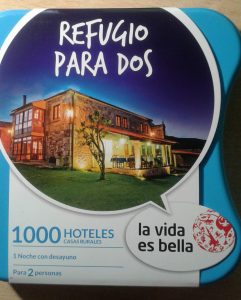 REFUGIO
PARA DOS
1000 HOTELES
CASAS RURALES
1 Noche con desayuno
Para 2 personas
la vida
es bella